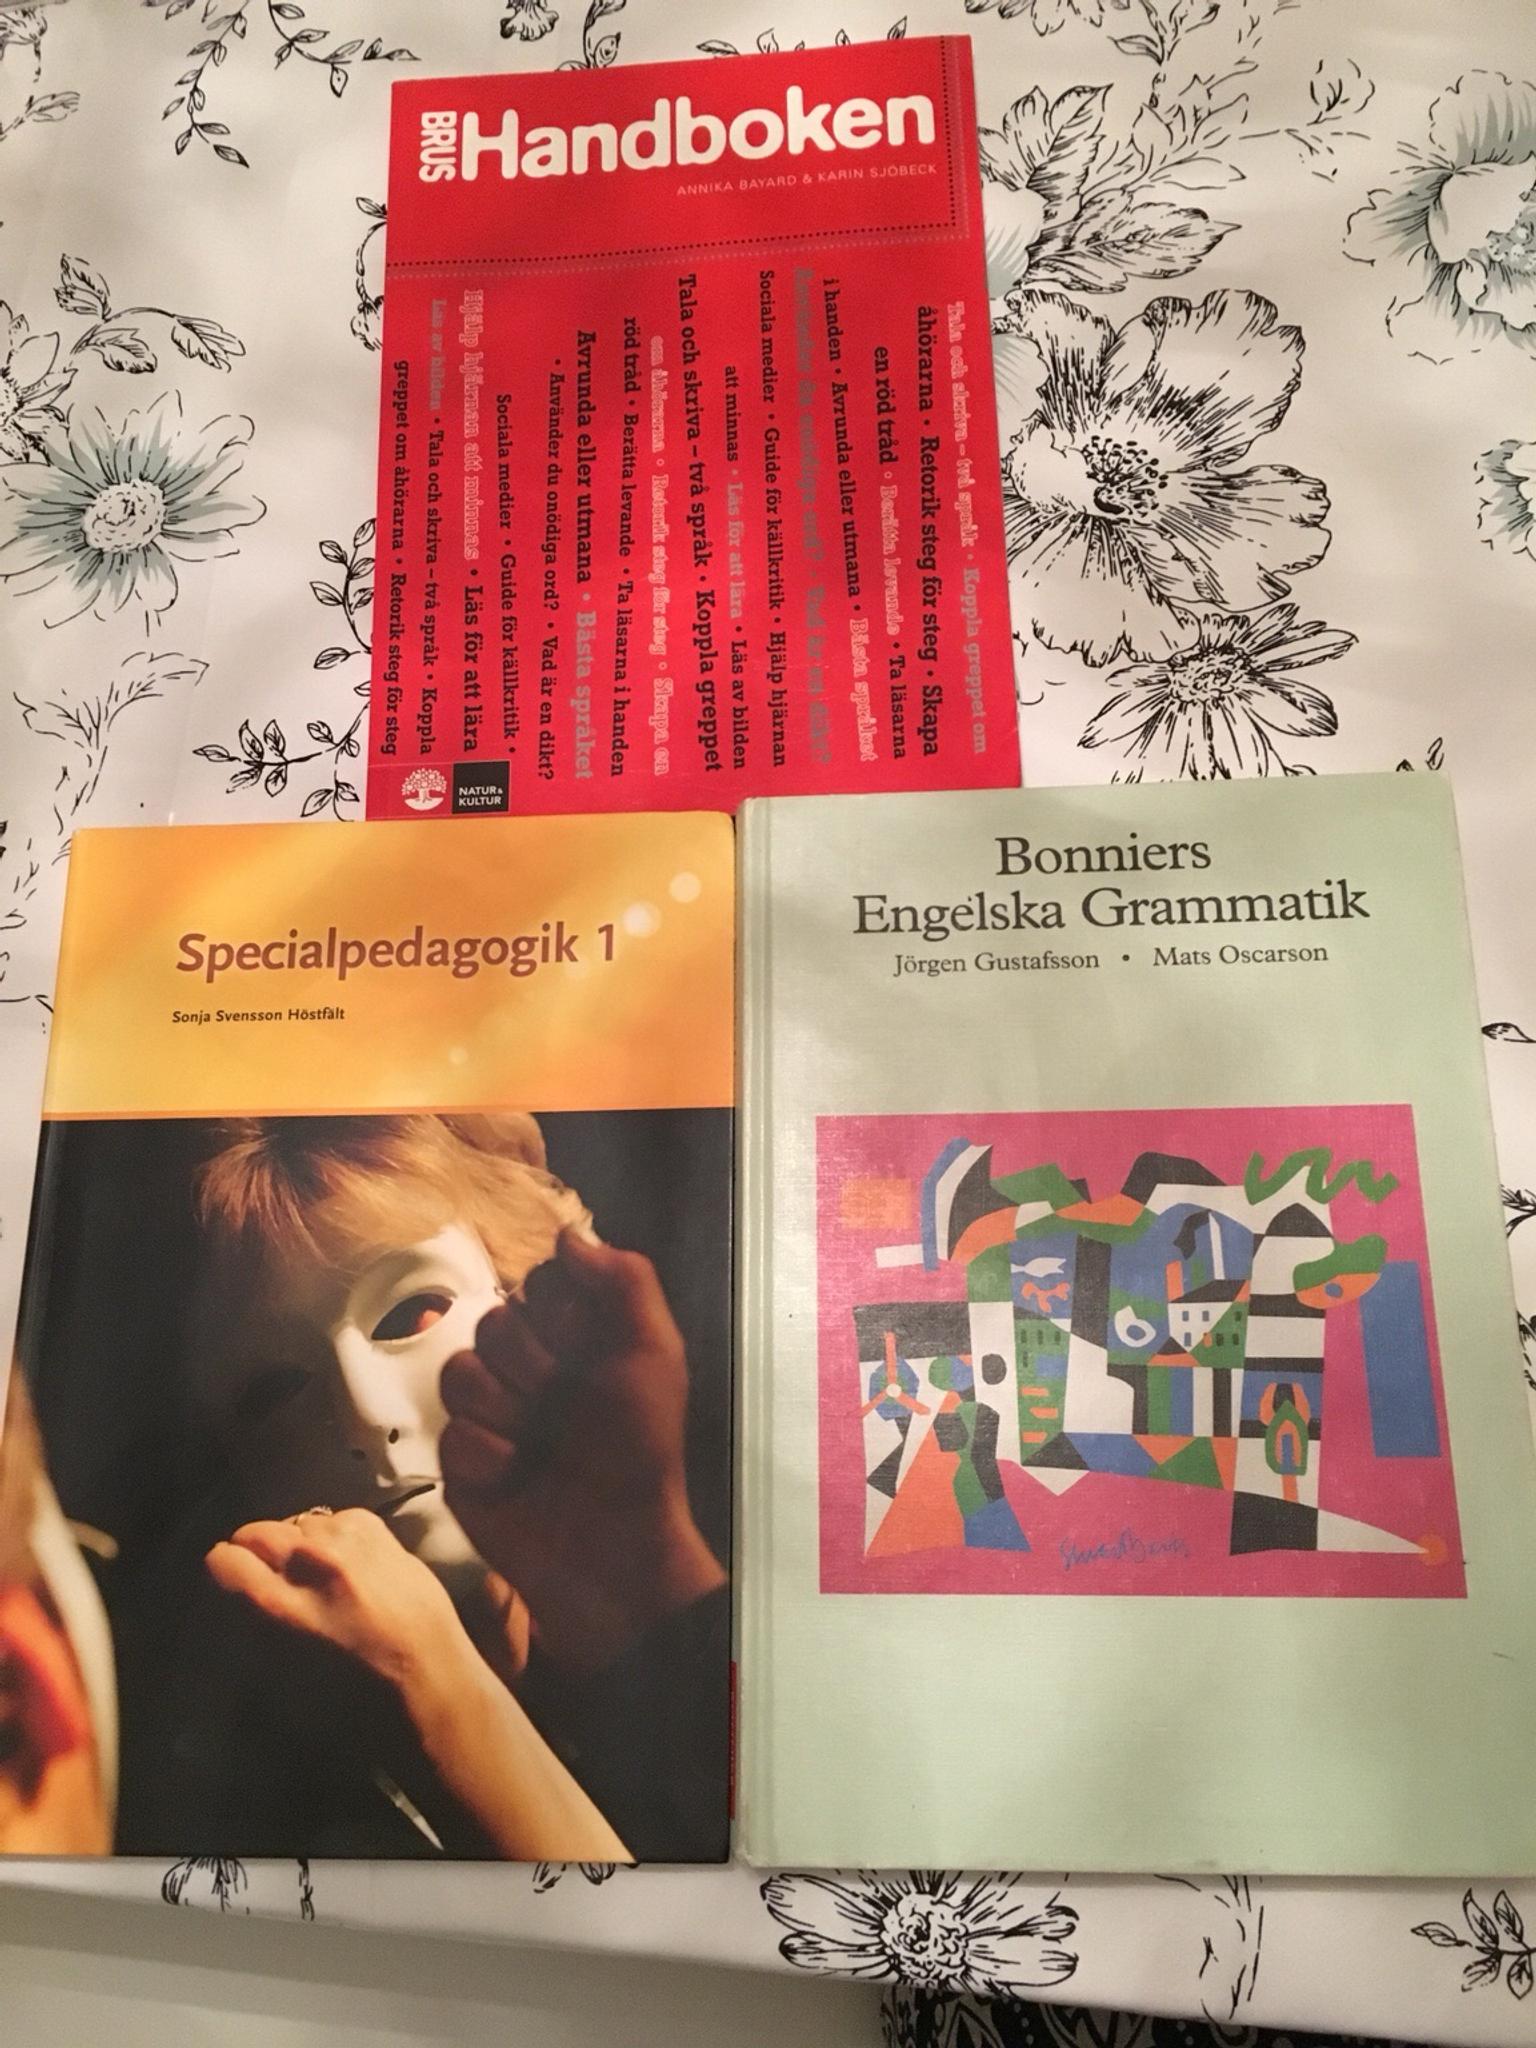 BRUS
Handboken
ANNIKA BAYARD & KARIN SJÖBECK
Tala och skriva – två språk • Koppla greppet om
åhörarna • Retorik steg för steg • Skapa
en röd tråd • Berätta levande • Ta läsarna
i handen • Avrunda eller utmana • Bästa språket
Använder du onödiga ord? • Vad är en dikt?
Sociala medier • Guide för källkritik • Hjälp hjärnan
att minnas • Läs för att lära • Läs av bilden
Tala och skriva – två språk • Koppla greppet
om åhörarna • Retorik steg för steg • Skapa en
röd tråd • Berätta levande • Ta läsarna i handen
Avrunda eller utmana • Bästa språket
• Använder du onödiga ord? • Vad är en dikt?
Sociala medier • Guide för källkritik •
Hjälp hjärnan att minnas • Läs för att lära
Läs av bilden • Tala och skriva – två språk • Koppla
greppet om åhörarna • Retorik steg för steg
NATUR &
KULTUR
Specialpedagogik 1
Sonja Svensson Höstfält
Bonniers
Engelska Grammatik
Jörgen Gustafsson • Mats Oscarson
Stuart Davis